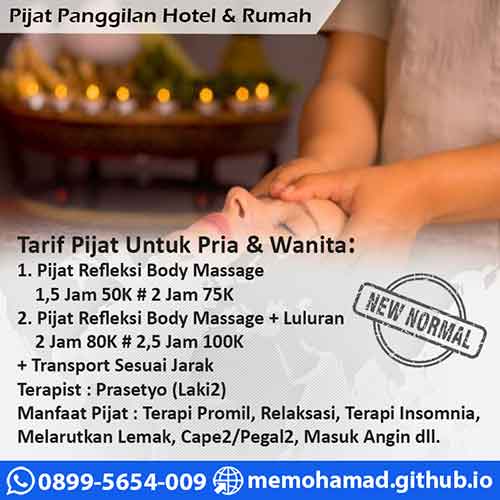 Pijat Panggilan Hotel & Rumah
Tarif Pijat Untuk Pria & Wanita:
1. Pijat Refleksi Body Massage
1,5 Jam 50K # 2 Jam 75K
2. Pijat Refleksi Body Massage + Luluran
2 Jam 80K # 2,5 Jam 100K
+ Transport Sesuai Jarak
Terapist : Prasetyo (Laki2)
Manfaat Pijat : Terapi Promil, Relaksasi, Terapi Insomnia,
Melarutkan Lemak, Cape2/Pegal2, Masuk Angin dll.
NEW NORMAL
0899-5654-009 memohamad.github.io